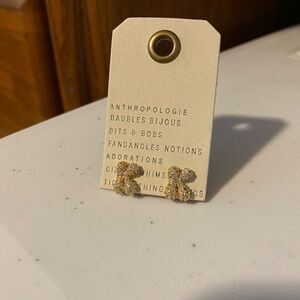 ANTHROPOLOGIE
BAUBLES BIJOUS
BITS & BOBS
FANDANGLES NOTIONS
ADORATIONS